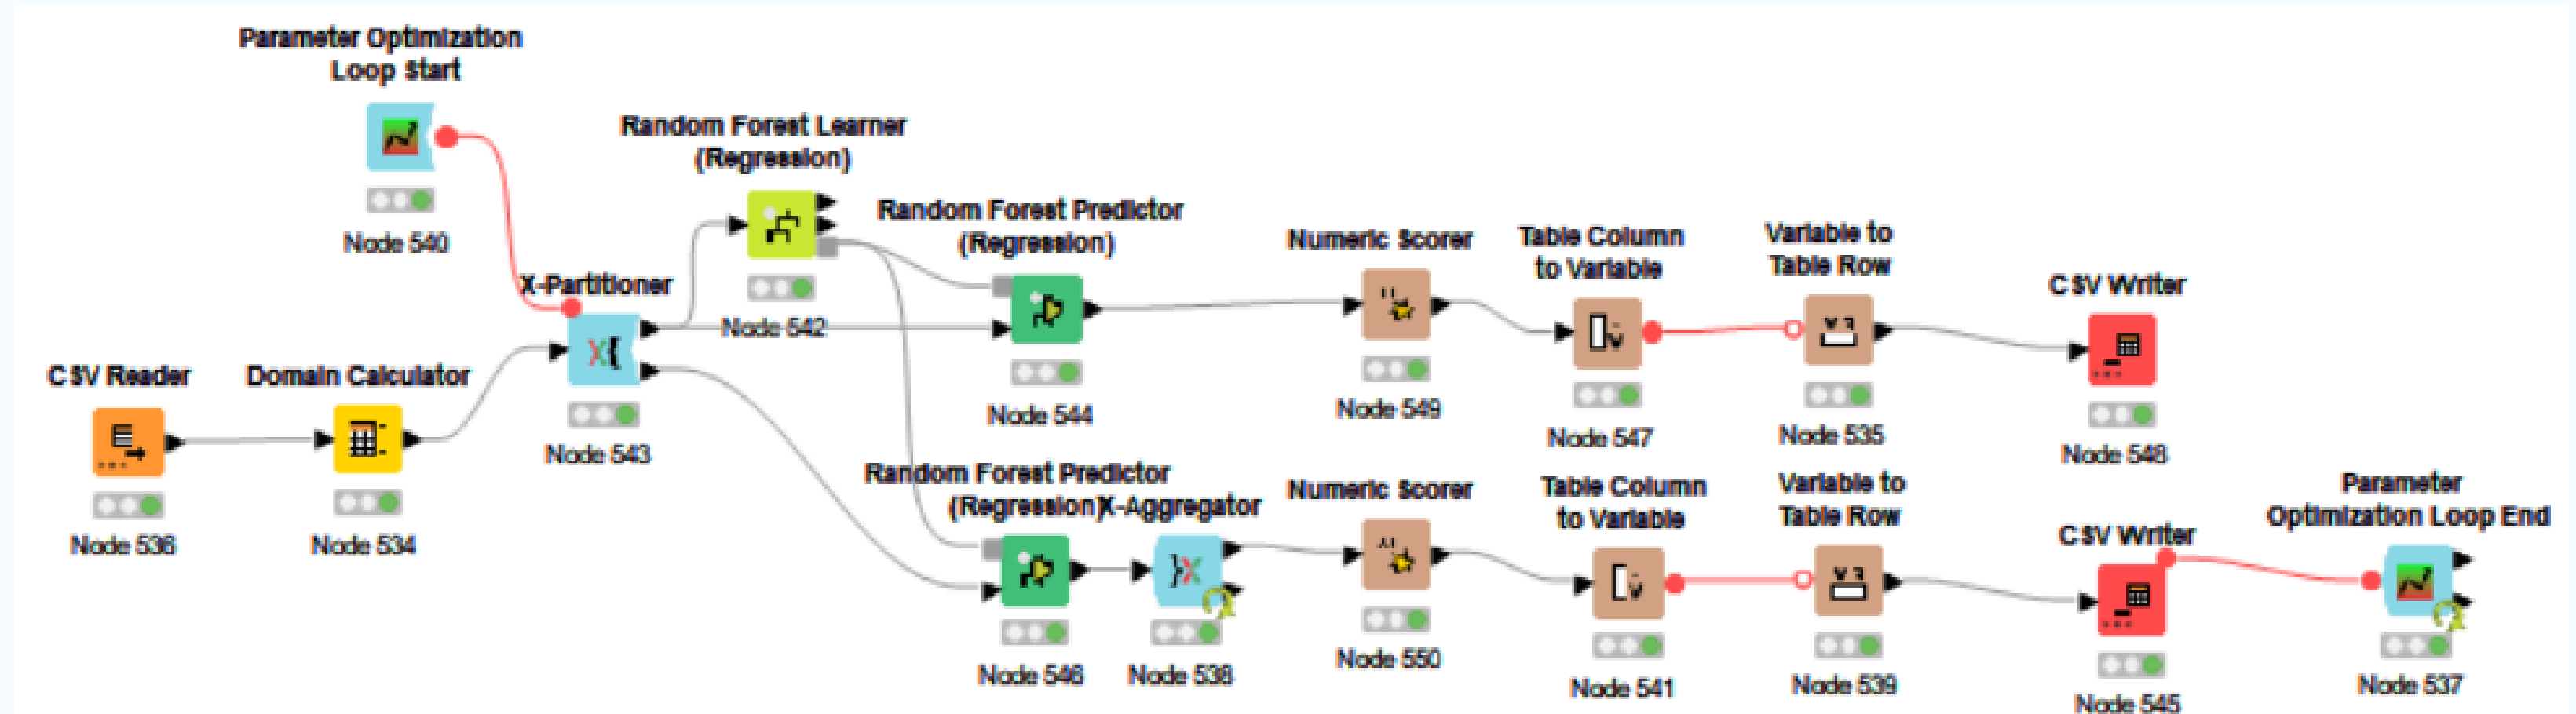 Parameter Optimization
Loop Start
Node 540
Random Forest Learner
(Regression)
Node 542
X-Partitioner
Node 543
CSV Reader
Node 536
Domain Calculator
Node 534
Random Forest Predictor
(Regression)
Node 544
Numeric Scorer
Node 549
Table Column
to Variable
Node 547
Variable to
Table Row
Node 535
CSV Writer
Node 548
Random Forest Predictor
(Regression)
Node 546
X-Aggregator
Node 538
Numeric Scorer
Node 550
Table Column
to Variable
Node 541
Variable to
Table Row
Node 539
CSV Writer
Node 545
Parameter
Optimization Loop End
Node 537